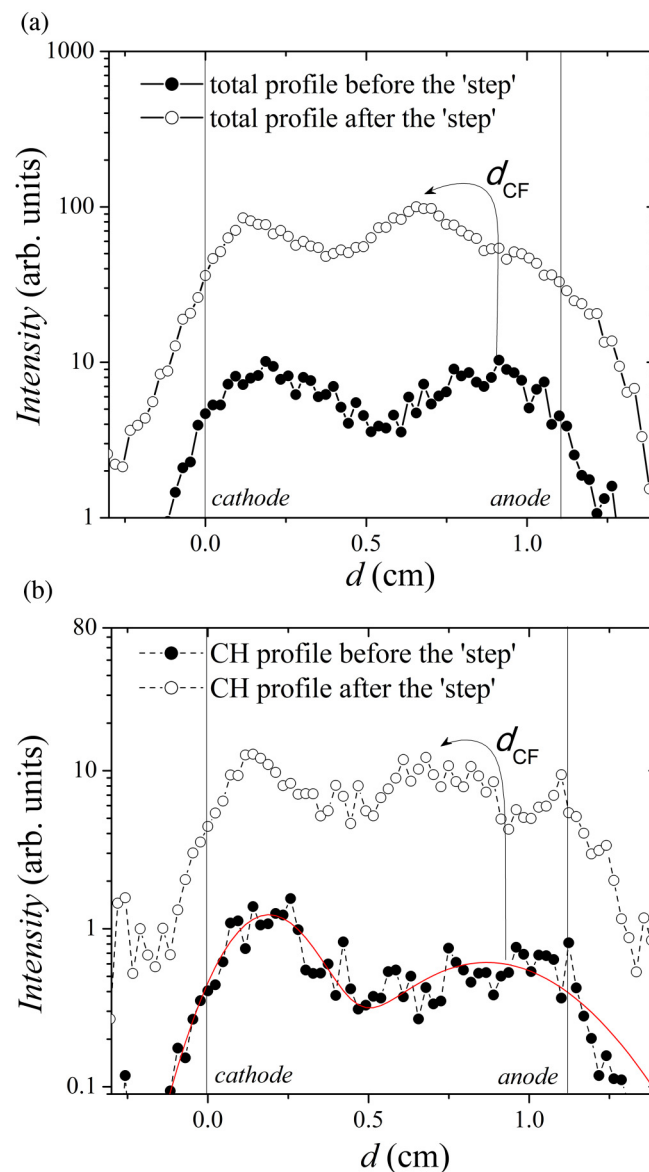 (a)
1000
total profile before the 'step'
total profile after the 'step'
dCF
100
10
1
Intensity (arb. units)
cathode
anode
0.0
0.5
1.0
d (cm)
(b)
80
CH profile before the 'step'
CH profile after the 'step'
dCF
10
1
0.1
Intensity (arb. units)
cathode
anode
0.0
0.5
1.0
d (cm)